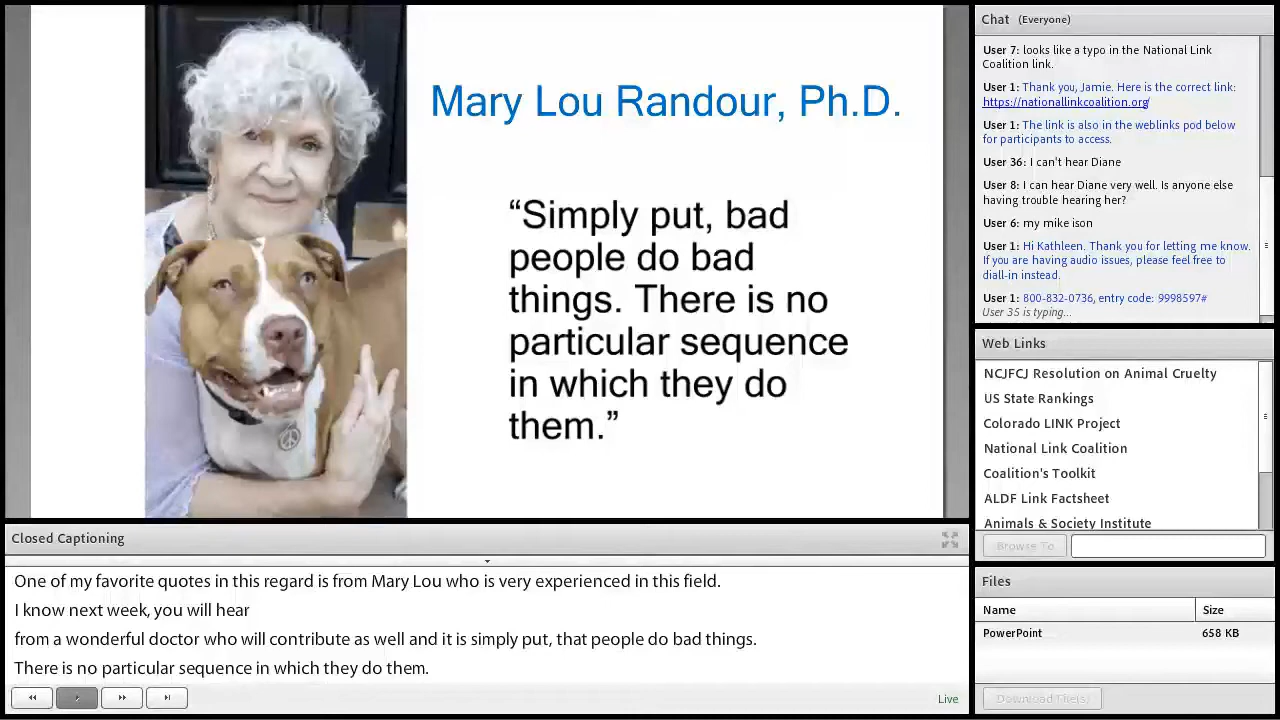 Mary Lou Randour, Ph.D.
“Simply put, bad
people do bad
things. There is no
particular sequence
in which they do
them.”
Closed Captioning
One of my favorite quotes in this regard is from Mary Lou who is very experienced in this field.
I know next week, you will hear
from a wonderful doctor who will contribute as well and it is simply put, that people do bad things.
There is no particular sequence in which they do them.
Live
Chat (Everyone)
User 7: looks like a typo in the National Link
Coalition link.
User 1: Thank you, Jamie. Here is the correct link:
https://nationallinkcoalition.org/
User 1: The link is also in the weblinks pod below
for participants to access.
User 36: I can't hear Diane
User 8: I can hear Diane very well. Is anyone else
having trouble hearing her?
User 6: my mike ison
User 1: Hi Kathleen. Thank you for letting me know.
If you are having audio issues, please feel free to
diall-in instead.
User 1: 800-832-0736, entry code: 9998597#
User 35 is typing...
Web Links
NCJFCJ Resolution on Animal Cruelty
US State Rankings
Colorado LINK Project
National Link Coalition
Coalition's Toolkit
ALDF Link Factsheet
Animals & Society Institute
Browse To
Files
Name Size
PowerPoint 658 KB
Download File(s)